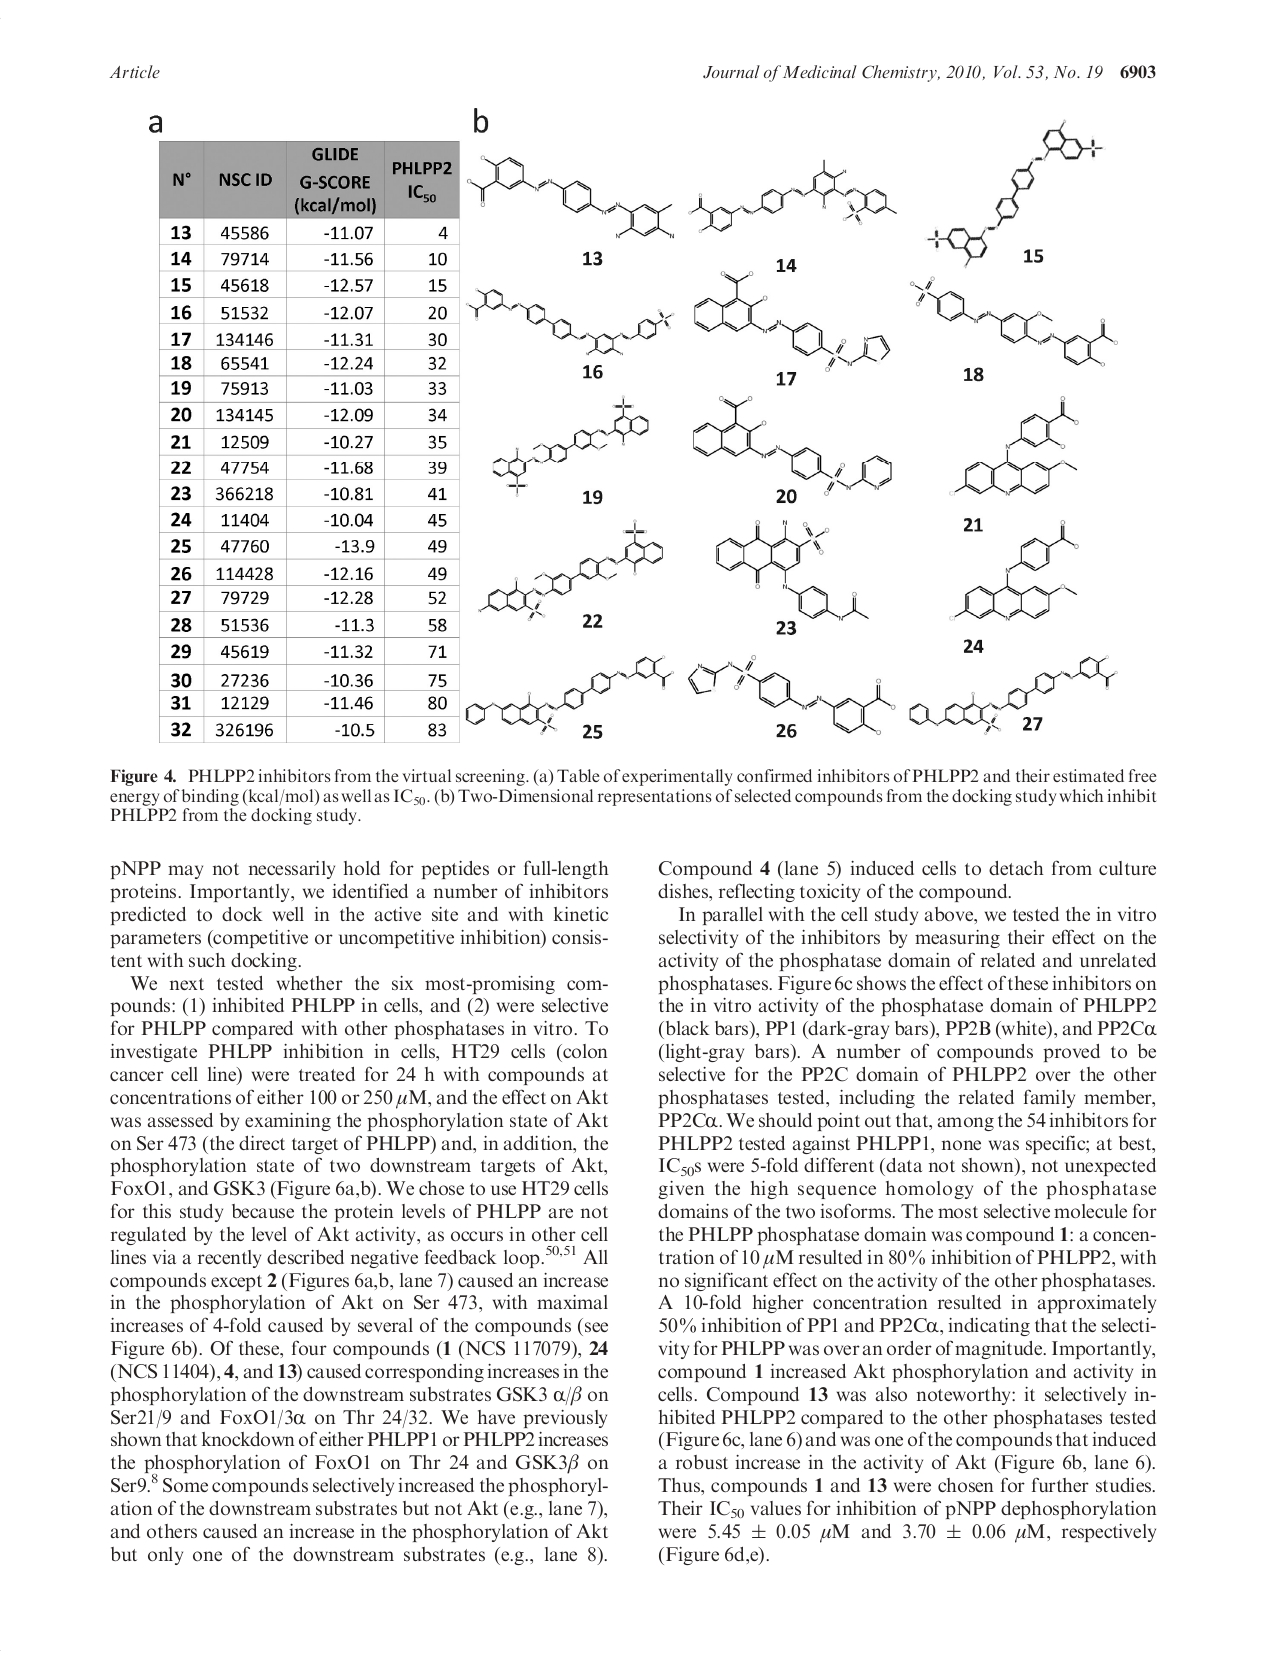 Article
Journal of Medicinal Chemistry, 2010, Vol. 53, No. 19 6903
a
b
N° NSC ID GLIDE G-SCORE (kcal/mol) PHLPP2 IC50
13 45586 -11.07 4
14 79714 -11.56 10
15 45618 -12.57 15
16 51532 -12.07 20
17 134146 -11.31 30
18 65541 -12.24 32
19 75913 -11.03 33
20 134145 -12.09 34
21 12509 -10.27 35
22 47754 -11.68 39
23 366218 -10.81 41
24 11404 -10.04 45
25 47760 -13.9 49
26 114428 -12.16 49
27 79729 -12.28 52
28 51536 -11.3 58
29 45619 -11.32 71
30 27236 -10.36 75
31 12129 -11.46 80
32 326196 -10.5 83
13 14 15
16 17 18
19 20 21
22 23 24
25 26 27
Figure 4. PHLPP2 inhibitors from the virtual screening. (a) Table of experimentally confirmed inhibitors of PHLPP2 and their estimated free
energy of binding (kcal/mol) as well as IC50. (b) Two-Dimensional representations of selected compounds from the docking study which inhibit
PHLPP2 from the docking study.
pNPP may not necessarily hold for peptides or full-length
proteins. Importantly, we identified a number of inhibitors
predicted to dock well in the active site and with kinetic
parameters (competitive or uncompetitive inhibition) consis-
tent with such docking.
We next tested whether the six most-promising com-
pounds: (1) inhibited PHLPP in cells, and (2) were selective
for PHLPP compared with other phosphatases in vitro. To
investigate PHLPP inhibition in cells, HT29 cells (colon
cancer cell line) were treated for 24 h with compounds at
concentrations of either 100 or 250 μM, and the effect on Akt
was assessed by examining the phosphorylation state of Akt
on Ser 473 (the direct target of PHLPP) and, in addition, the
phosphorylation state of two downstream targets of Akt,
FoxO1, and GSK3 (Figure 6a,b). We chose to use HT29 cells
for this study because the protein levels of PHLPP are not
regulated by the level of Akt activity, as occurs in other cell
lines via a recently described negative feedback loop.50,51 All
compounds except 2 (Figures 6a,b, lane 7) caused an increase
in the phosphorylation of Akt on Ser 473, with maximal
increases of 4-fold caused by several of the compounds (see
Figure 6b). Of these, four compounds (1 (NCS 117079), 24
(NCS 11404), 4, and 13) caused corresponding increases in the
phosphorylation of the downstream substrates GSK3 α/β on
Ser21/9 and FoxO1/3α on Thr 24/32. We have previously
shown that knockdown of either PHLPP1 or PHLPP2 increases
the phosphorylation of FoxO1 on Thr 24 and GSK3β on
Ser9.8 Some compounds selectively increased the phosphoryl-
ation of the downstream substrates but not Akt (e.g., lane 7),
and others caused an increase in the phosphorylation of Akt
but only one of the downstream substrates (e.g., lane 8).
Compound 4 (lane 5) induced cells to detach from culture
dishes, reflecting toxicity of the compound.
In parallel with the cell study above, we tested the in vitro
selectivity of the inhibitors by measuring their effect on the
activity of the phosphatase domain of related and unrelated
phosphatases. Figure 6c shows the effect of these inhibitors on
the in vitro activity of the phosphatase domain of PHLPP2
(black bars), PP1 (dark-gray bars), PP2B (white), and PP2Cα
(light-gray bars). A number of compounds proved to be
selective for the PP2C domain of PHLPP2 over the other
phosphatases tested, including the related family member,
PP2Cα. We should point out that, among the 54 inhibitors for
PHLPP2 tested against PHLPP1, none was specific; at best,
IC50s were 5-fold different (data not shown), not unexpected
given the high sequence homology of the phosphatase
domains of the two isoforms. The most selective molecule for
the PHLPP phosphatase domain was compound 1: a concen-
tration of 10 μM resulted in 80% inhibition of PHLPP2, with
no significant effect on the activity of the other phosphatases.
A 10-fold higher concentration resulted in approximately
50% inhibition of PP1 and PP2Cα, indicating that the selecti-
vity for PHLPP was over an order of magnitude. Importantly,
compound 1 increased Akt phosphorylation and activity in
cells. Compound 13 was also noteworthy: it selectively in-
hibited PHLPP2 compared to the other phosphatases tested
(Figure 6c, lane 6) and was one of the compounds that induced
a robust increase in the activity of Akt (Figure 6b, lane 6).
Thus, compounds 1 and 13 were chosen for further studies.
Their IC50 values for inhibition of pNPP dephosphorylation
were 5.45 ± 0.05 μM and 3.70 ± 0.06 μM, respectively
(Figure 6d,e).